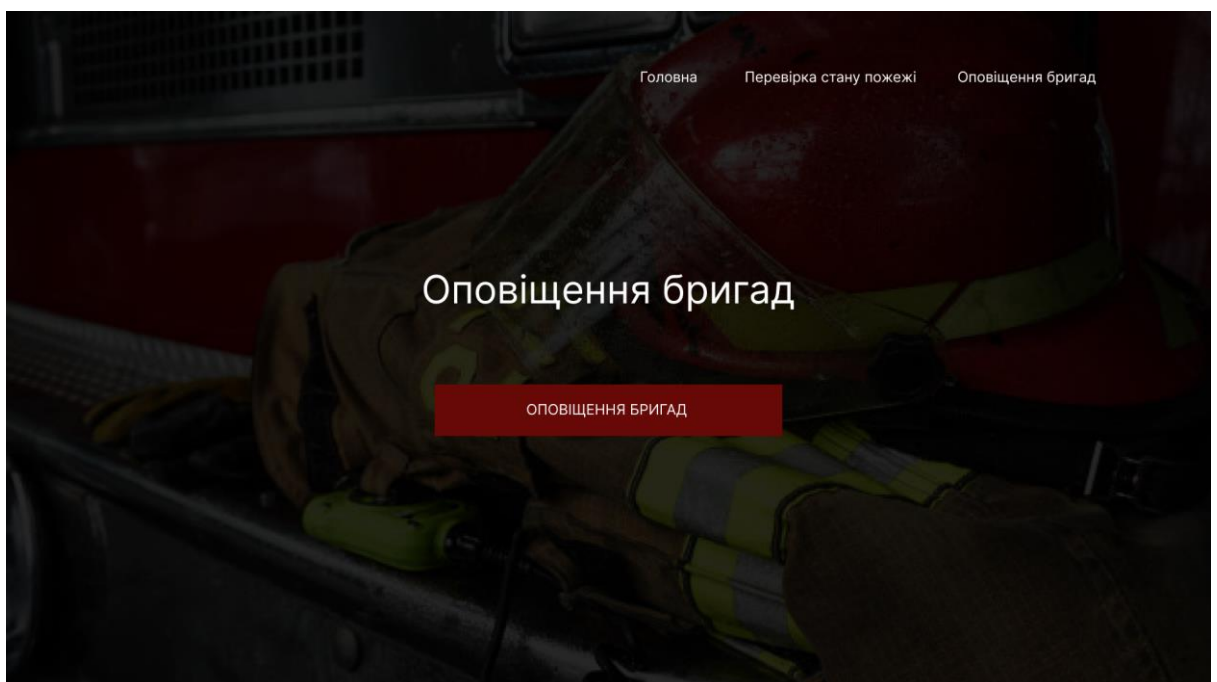 Головна Перевірка стану пожежі Оповіщення бригад
Оповіщення бригад
ОПОВІЩЕННЯ БРИГАД